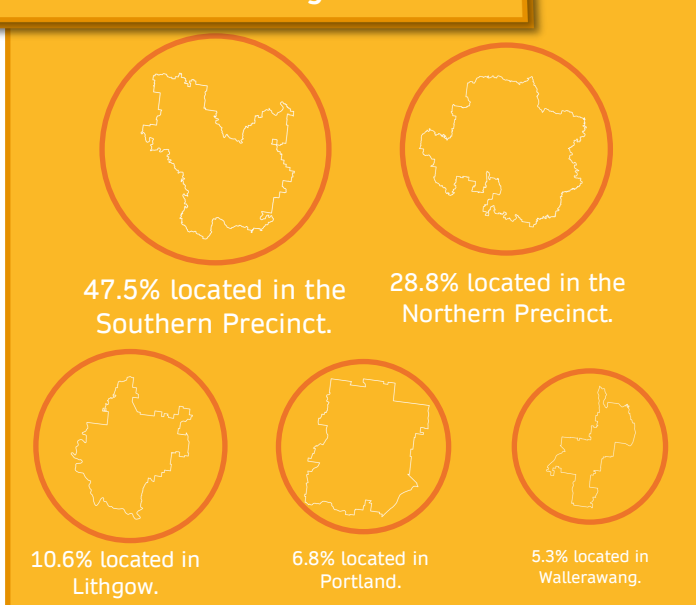 47.5% located in the
Southern Precinct.
28.8% located in the
Northern Precinct.
10.6% located in
Lithgow.
6.8% located in
Portland.
5.3% located in
Wallerawang.